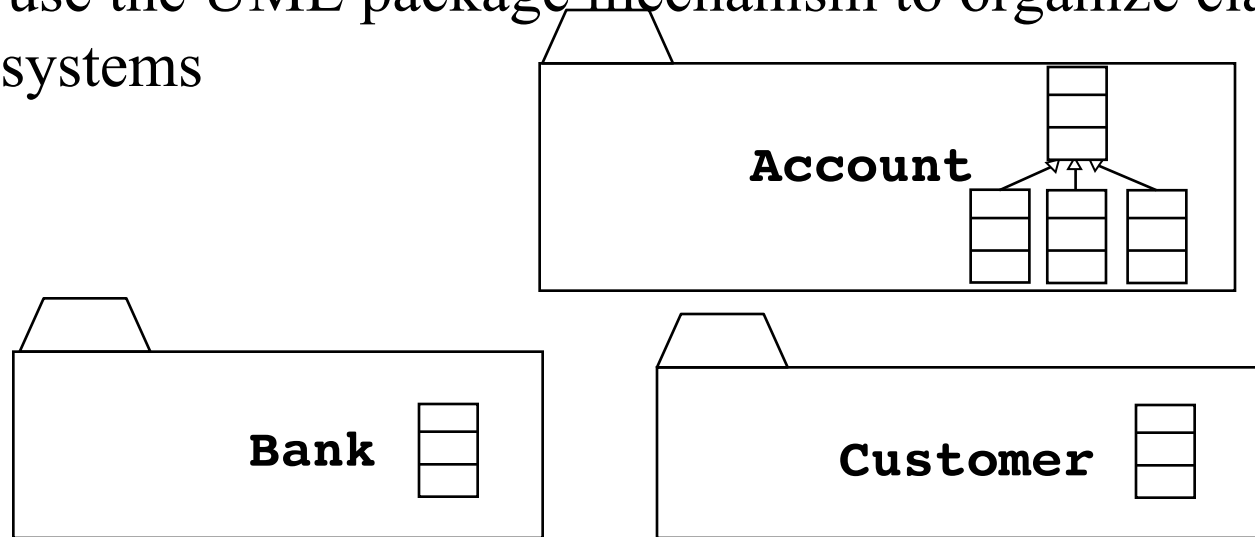 use the UML package mechanism to organize
systems
Account
Bank
Customer